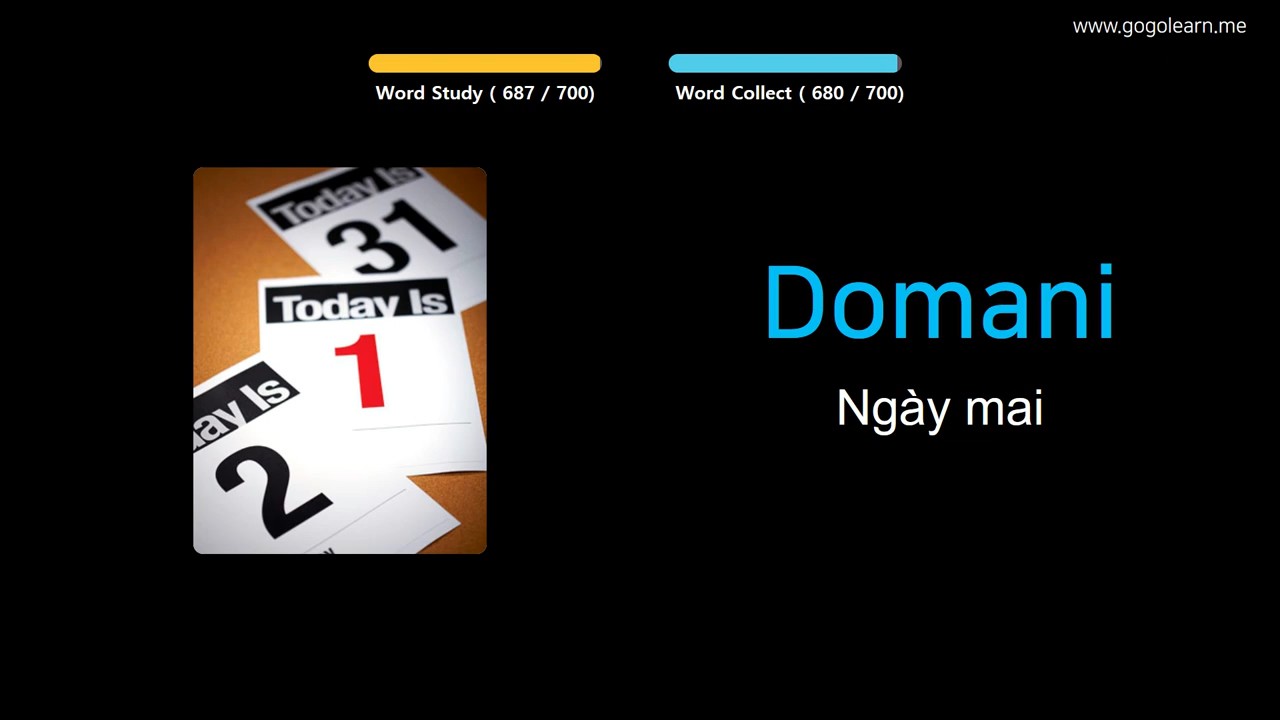 www.gogolearn.me
Word Study ( 687 / 700)
Word Collect ( 680 / 700)
Today Is
31
Today Is
1
ay Is
2
Domani
Ngày mai